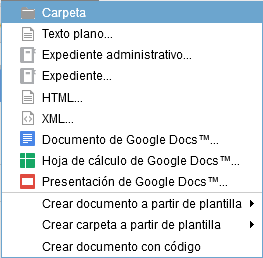 Carpeta
Texto plano...
Expediente administrativo...
Expediente...
HTML...
XML...
Documento de Google Docs™...
Hoja de cálculo de Google Docs™...
Presentación de Google Docs™...
Crear documento a partir de plantilla
Crear carpeta a partir de plantilla
Crear documento con código